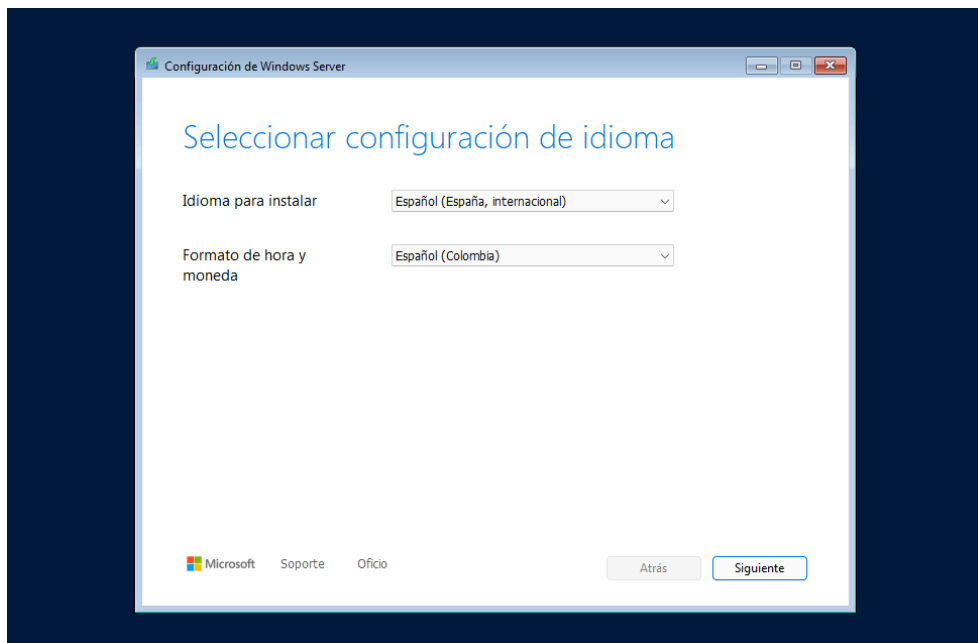 Configuración de Windows Server
Seleccionar configuración de idioma
Idioma para instalar
Español (España, internacional)
Formato de hora y
moneda
Español (Colombia)
Microsoft Soporte Oficio
Atrás Siguiente